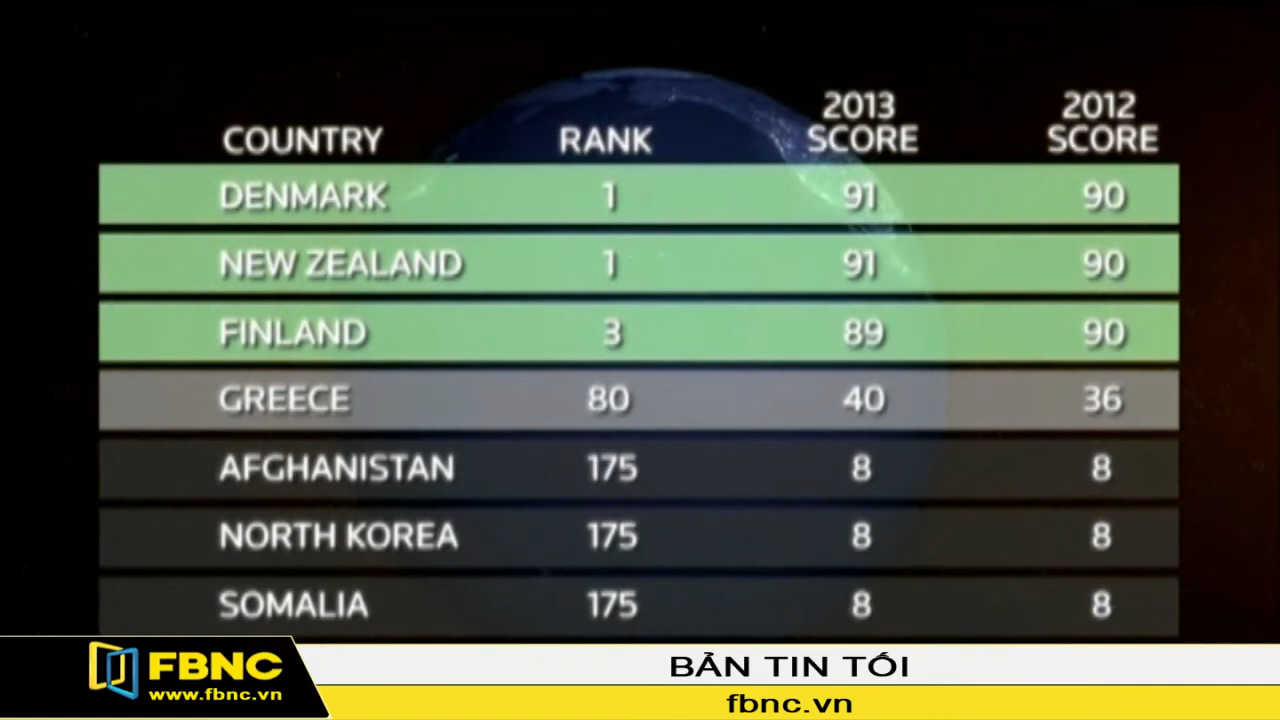 COUNTRY RANK 2013 SCORE 2012 SCORE
DENMARK 1 91 90
NEW ZEALAND 1 91 90
FINLAND 3 89 90
GREECE 80 40 36
AFGHANISTAN 175 8 8
NORTH KOREA 175 8 8
SOMALIA 175 8 8
FBNC
www.fbnc.vn
BẢN TIN TỐI
fbnc.vn